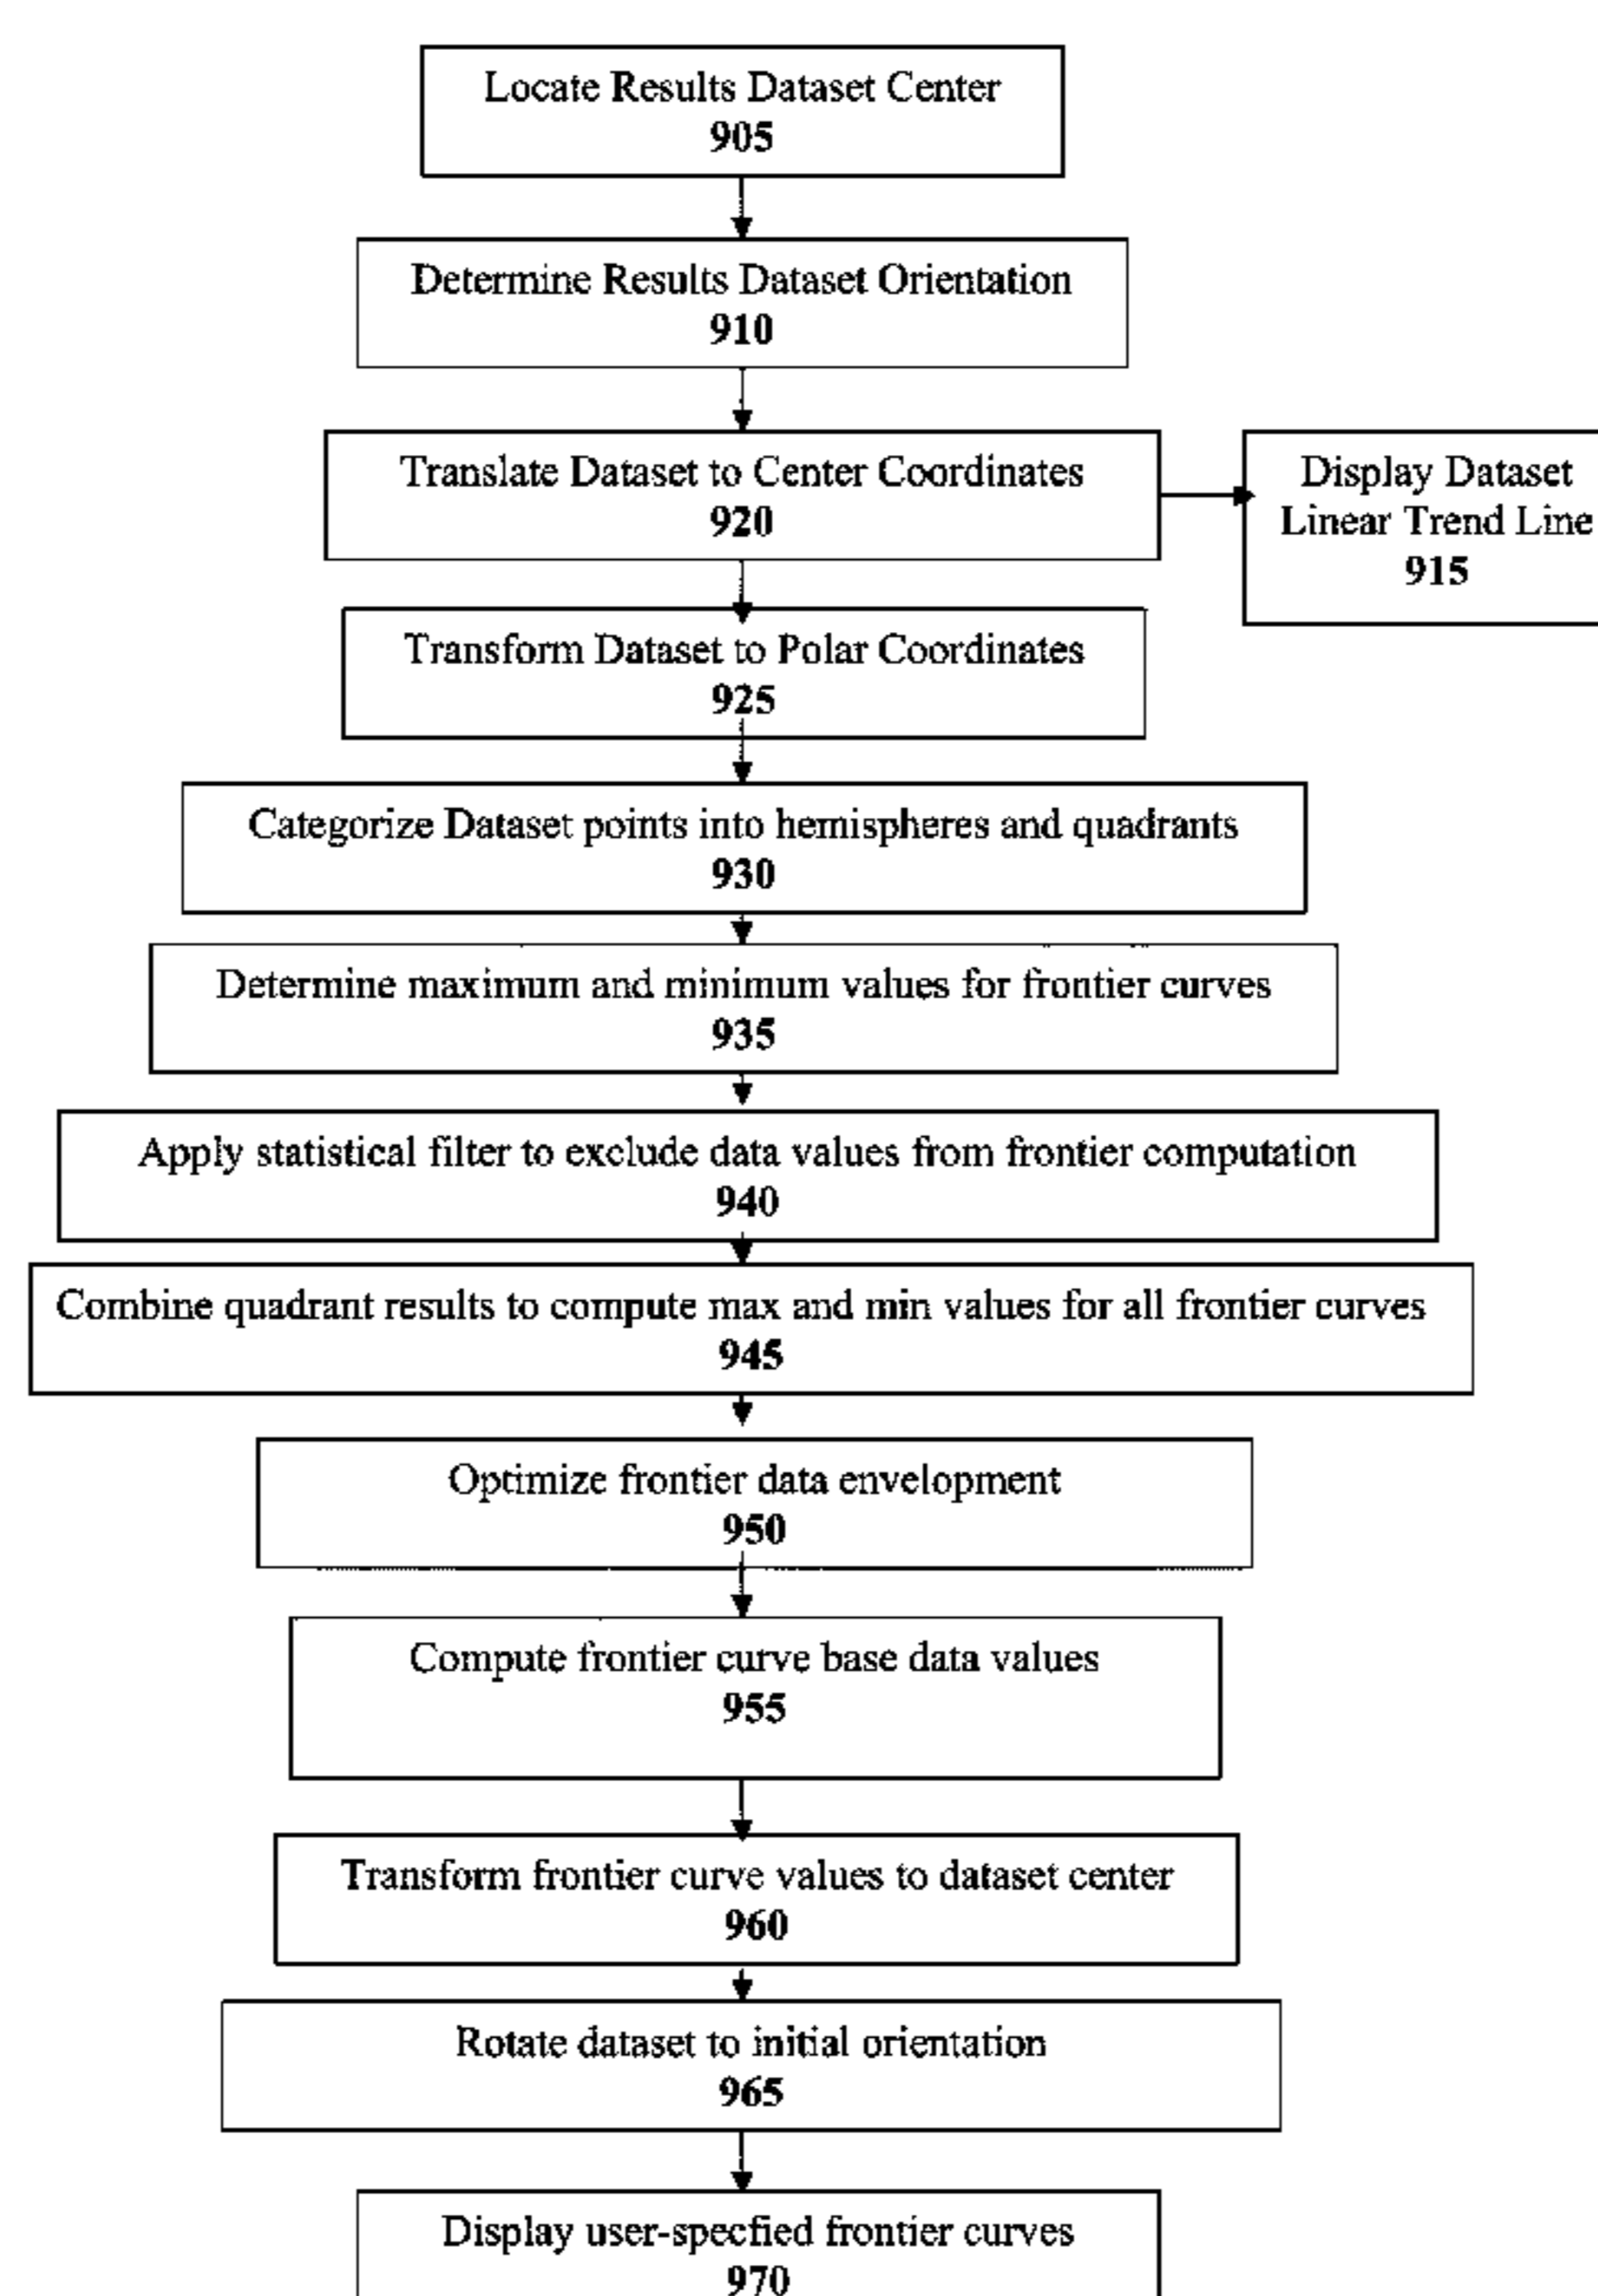 Locate Results Dataset Center
905
Determine Results Dataset Orientation
910
Translate Dataset to Center Coordinates
920
Display Dataset
Linear Trend Line
915
Transform Dataset to Polar Coordinates
925
Categorize Dataset points into hemispheres and quadrants
930
Determine maximum and minimum values for frontier curves
935
Apply statistical filter to exclude data values from frontier computation
940
Combine quadrant results to compute max and min values for all frontier curves
945
Optimize frontier data envelopment
950
Compute frontier curve base data values
955
Transform frontier curve values to dataset center
960
Rotate dataset to initial orientation
965
Display user-specfied frontier curves
970